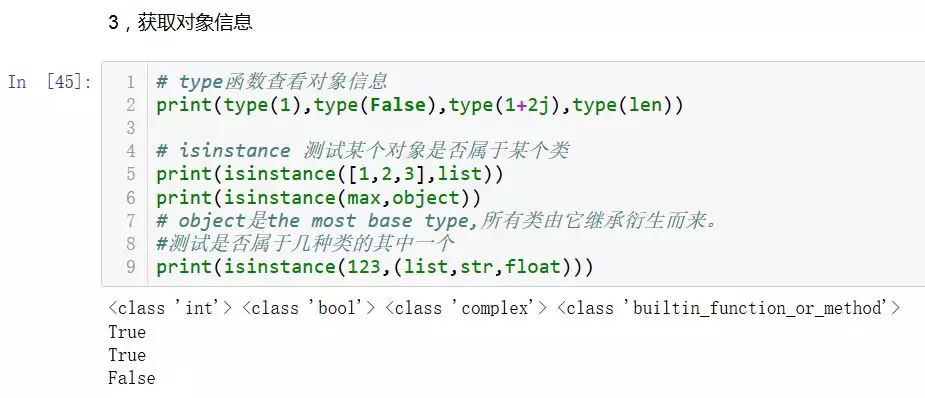 3，获取对象信息
In [45]:
1 # type函数查看对象信息
2 print(type(1),type(False),type(1+2j),type(len))
3
4 # isinstance 测试某个对象是否属于某个类
5 print(isinstance([1,2,3],list))
6 print(isinstance(max,object))
7 # object是the most base type,所有类由它继承衍生而来。
8 #测试是否属于几种类的其中一个
9 print(isinstance(123,(list,str,float)))
<class 'int'> <class 'bool'> <class 'complex'> <class 'builtin_function_or_method'>
True
True
False